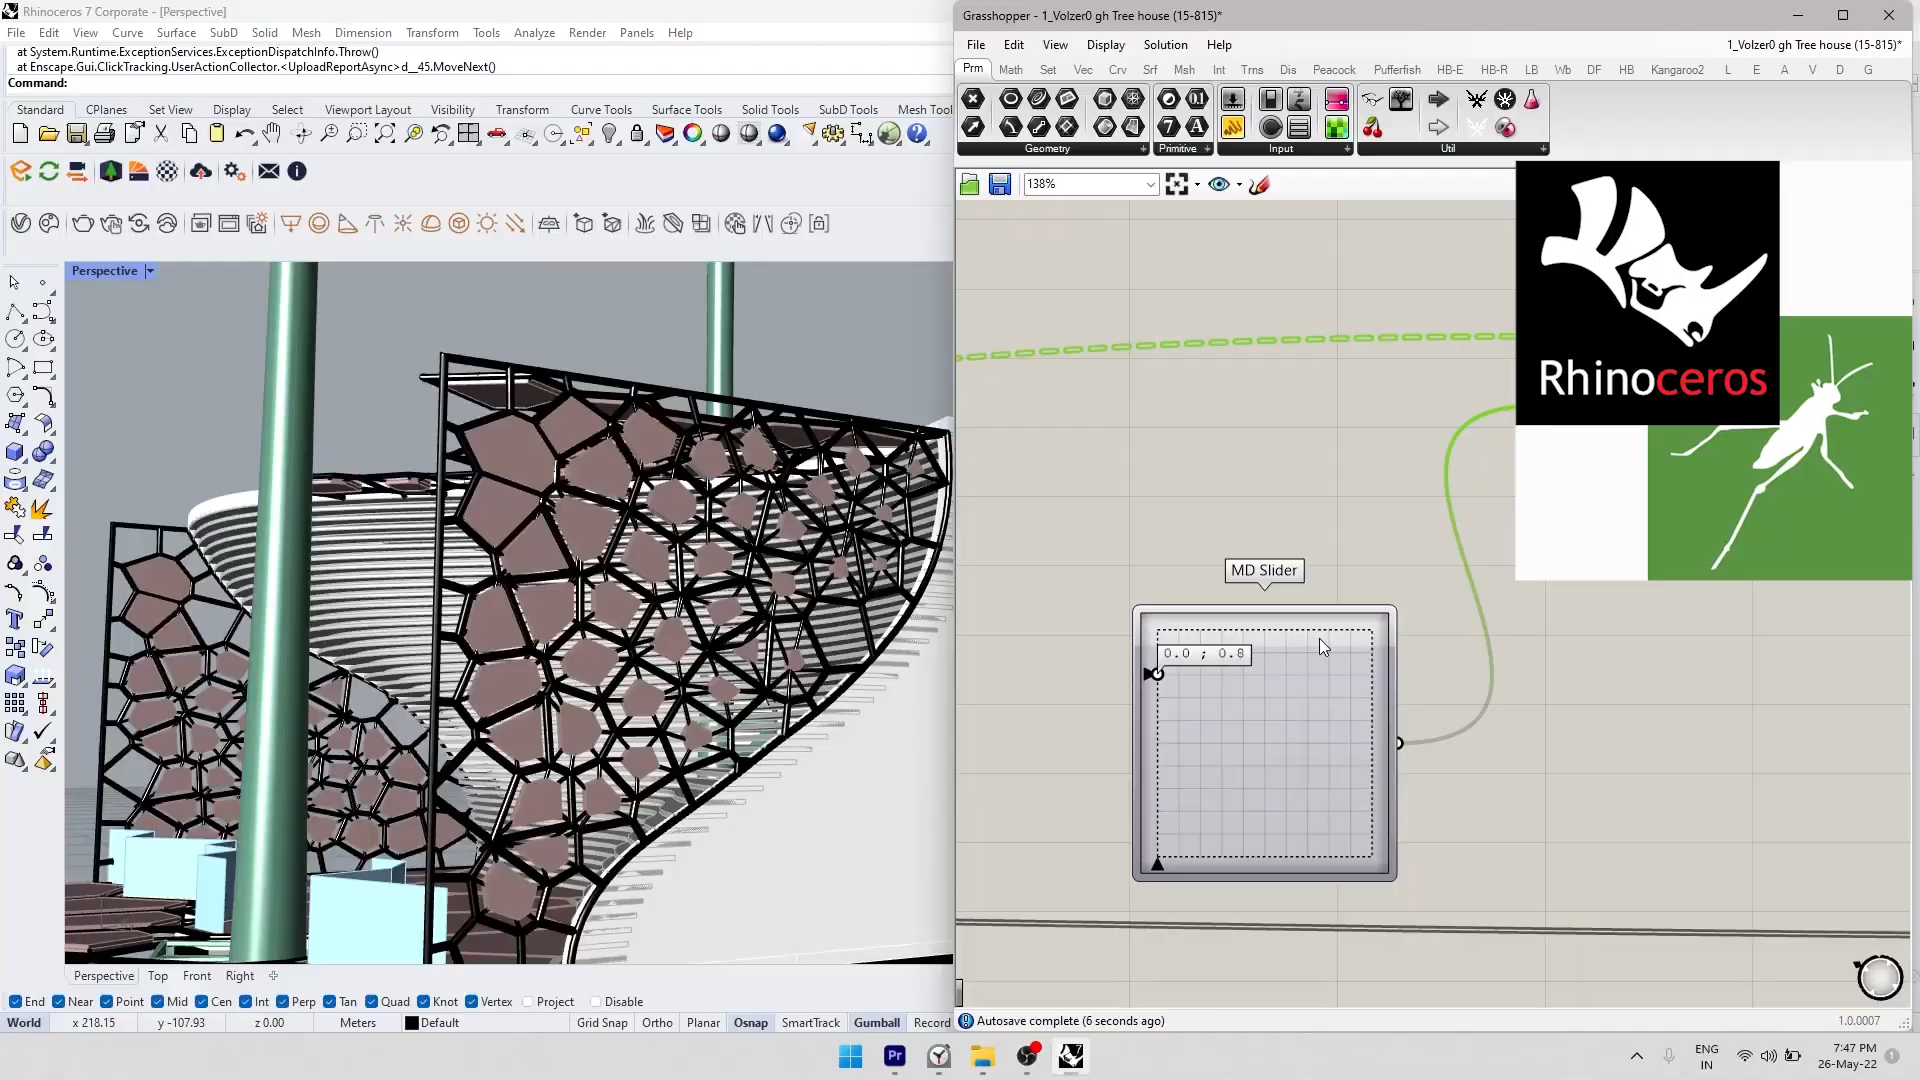 Rhinoceros 7 Corporate - [Perspective]
File Edit View Curve Surface SubD Solid Mesh Dimension Transform Tools Analyze Render Panels Help
at System.Runtime.ExceptionServices.ExceptionDispatchInfo.Throw()
at Enscape.Gui.ClickTracking.UserActionCollector.<UploadReportAsync>d__45.MoveNext()
Command:
Standard CPlanes Set View Display Select Viewport Layout Visibility Transform Curve Tools Surface Tools Solid Tools SubD Tools Mesh Tool
Perspective
Perspective Top Front Right
End Near Point Mid Cen Int Perp Tan Quad Knot Vertex Project Disable
World x 218.15 y -107.93 z 0.00 Meters Default Grid Snap Ortho Planar Osnap SmartTrack Gumball Record
Grasshopper - 1_Volzer0 gh Tree house (15-815)*
File Edit View Display Solution Help 1_Volzer0 gh Tree house (15-815)*
Prm Math Set Vec Crv Srf Msh Int Trns Dis Peacock Pufferfish HB-E HB-R LB Wb DF HB Kangaroo2 L E A V D G
Geometry Primitive Input Util
138%
Rhinoceros
MD Slider
0.0 ; 0.8
Autosave complete (6 seconds ago) 1.0.0007
Pr
ENG
IN
7:47 PM
26-May-22